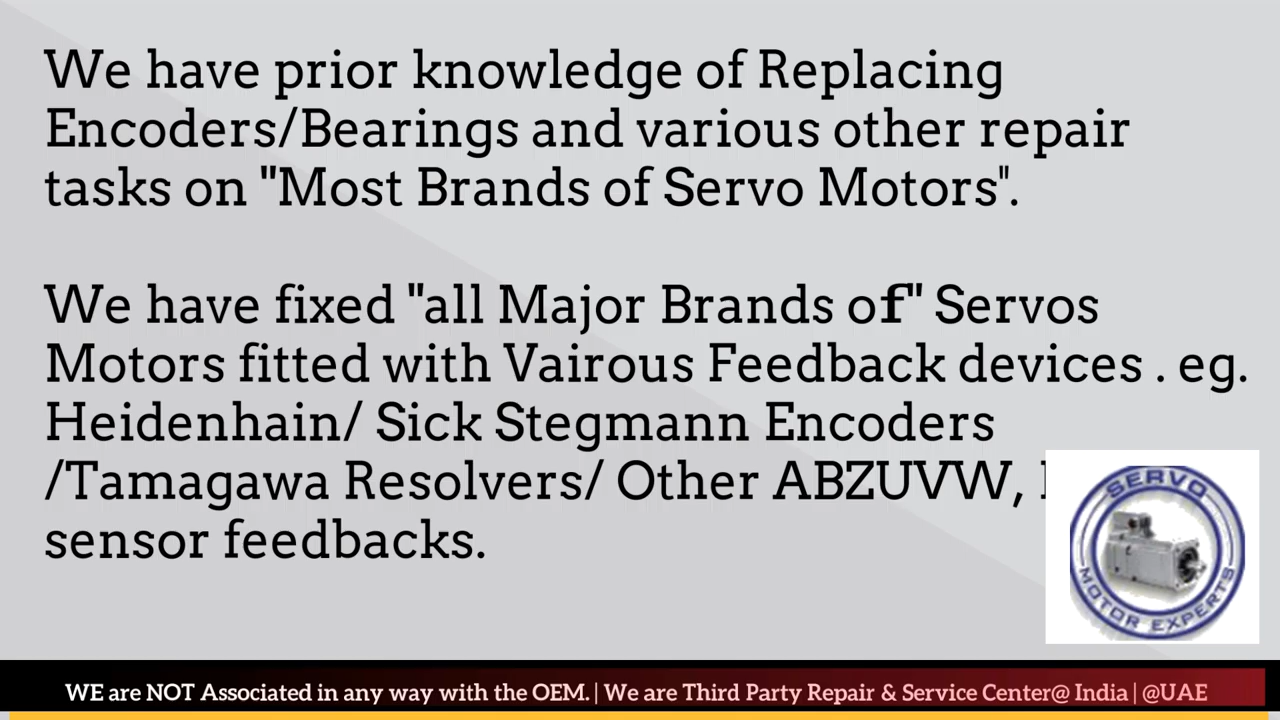 We have prior knowledge of Replacing
Encoders/Bearings and various other repair
tasks on "Most Brands of Servo Motors".
We have fixed "all Major Brands of" Servos
Motors fitted with Vairous Feedback devices . eg.
Heidenhain/ Sick Stegmann Encoders
/Tamagawa Resolvers/ Other ABZUVW,
sensor feedbacks.
SERVO
MOTOR EXPERTS
WE are NOT Associated in any way with the OEM. | We are Third Party Repair & Service Center@ India | @UAE